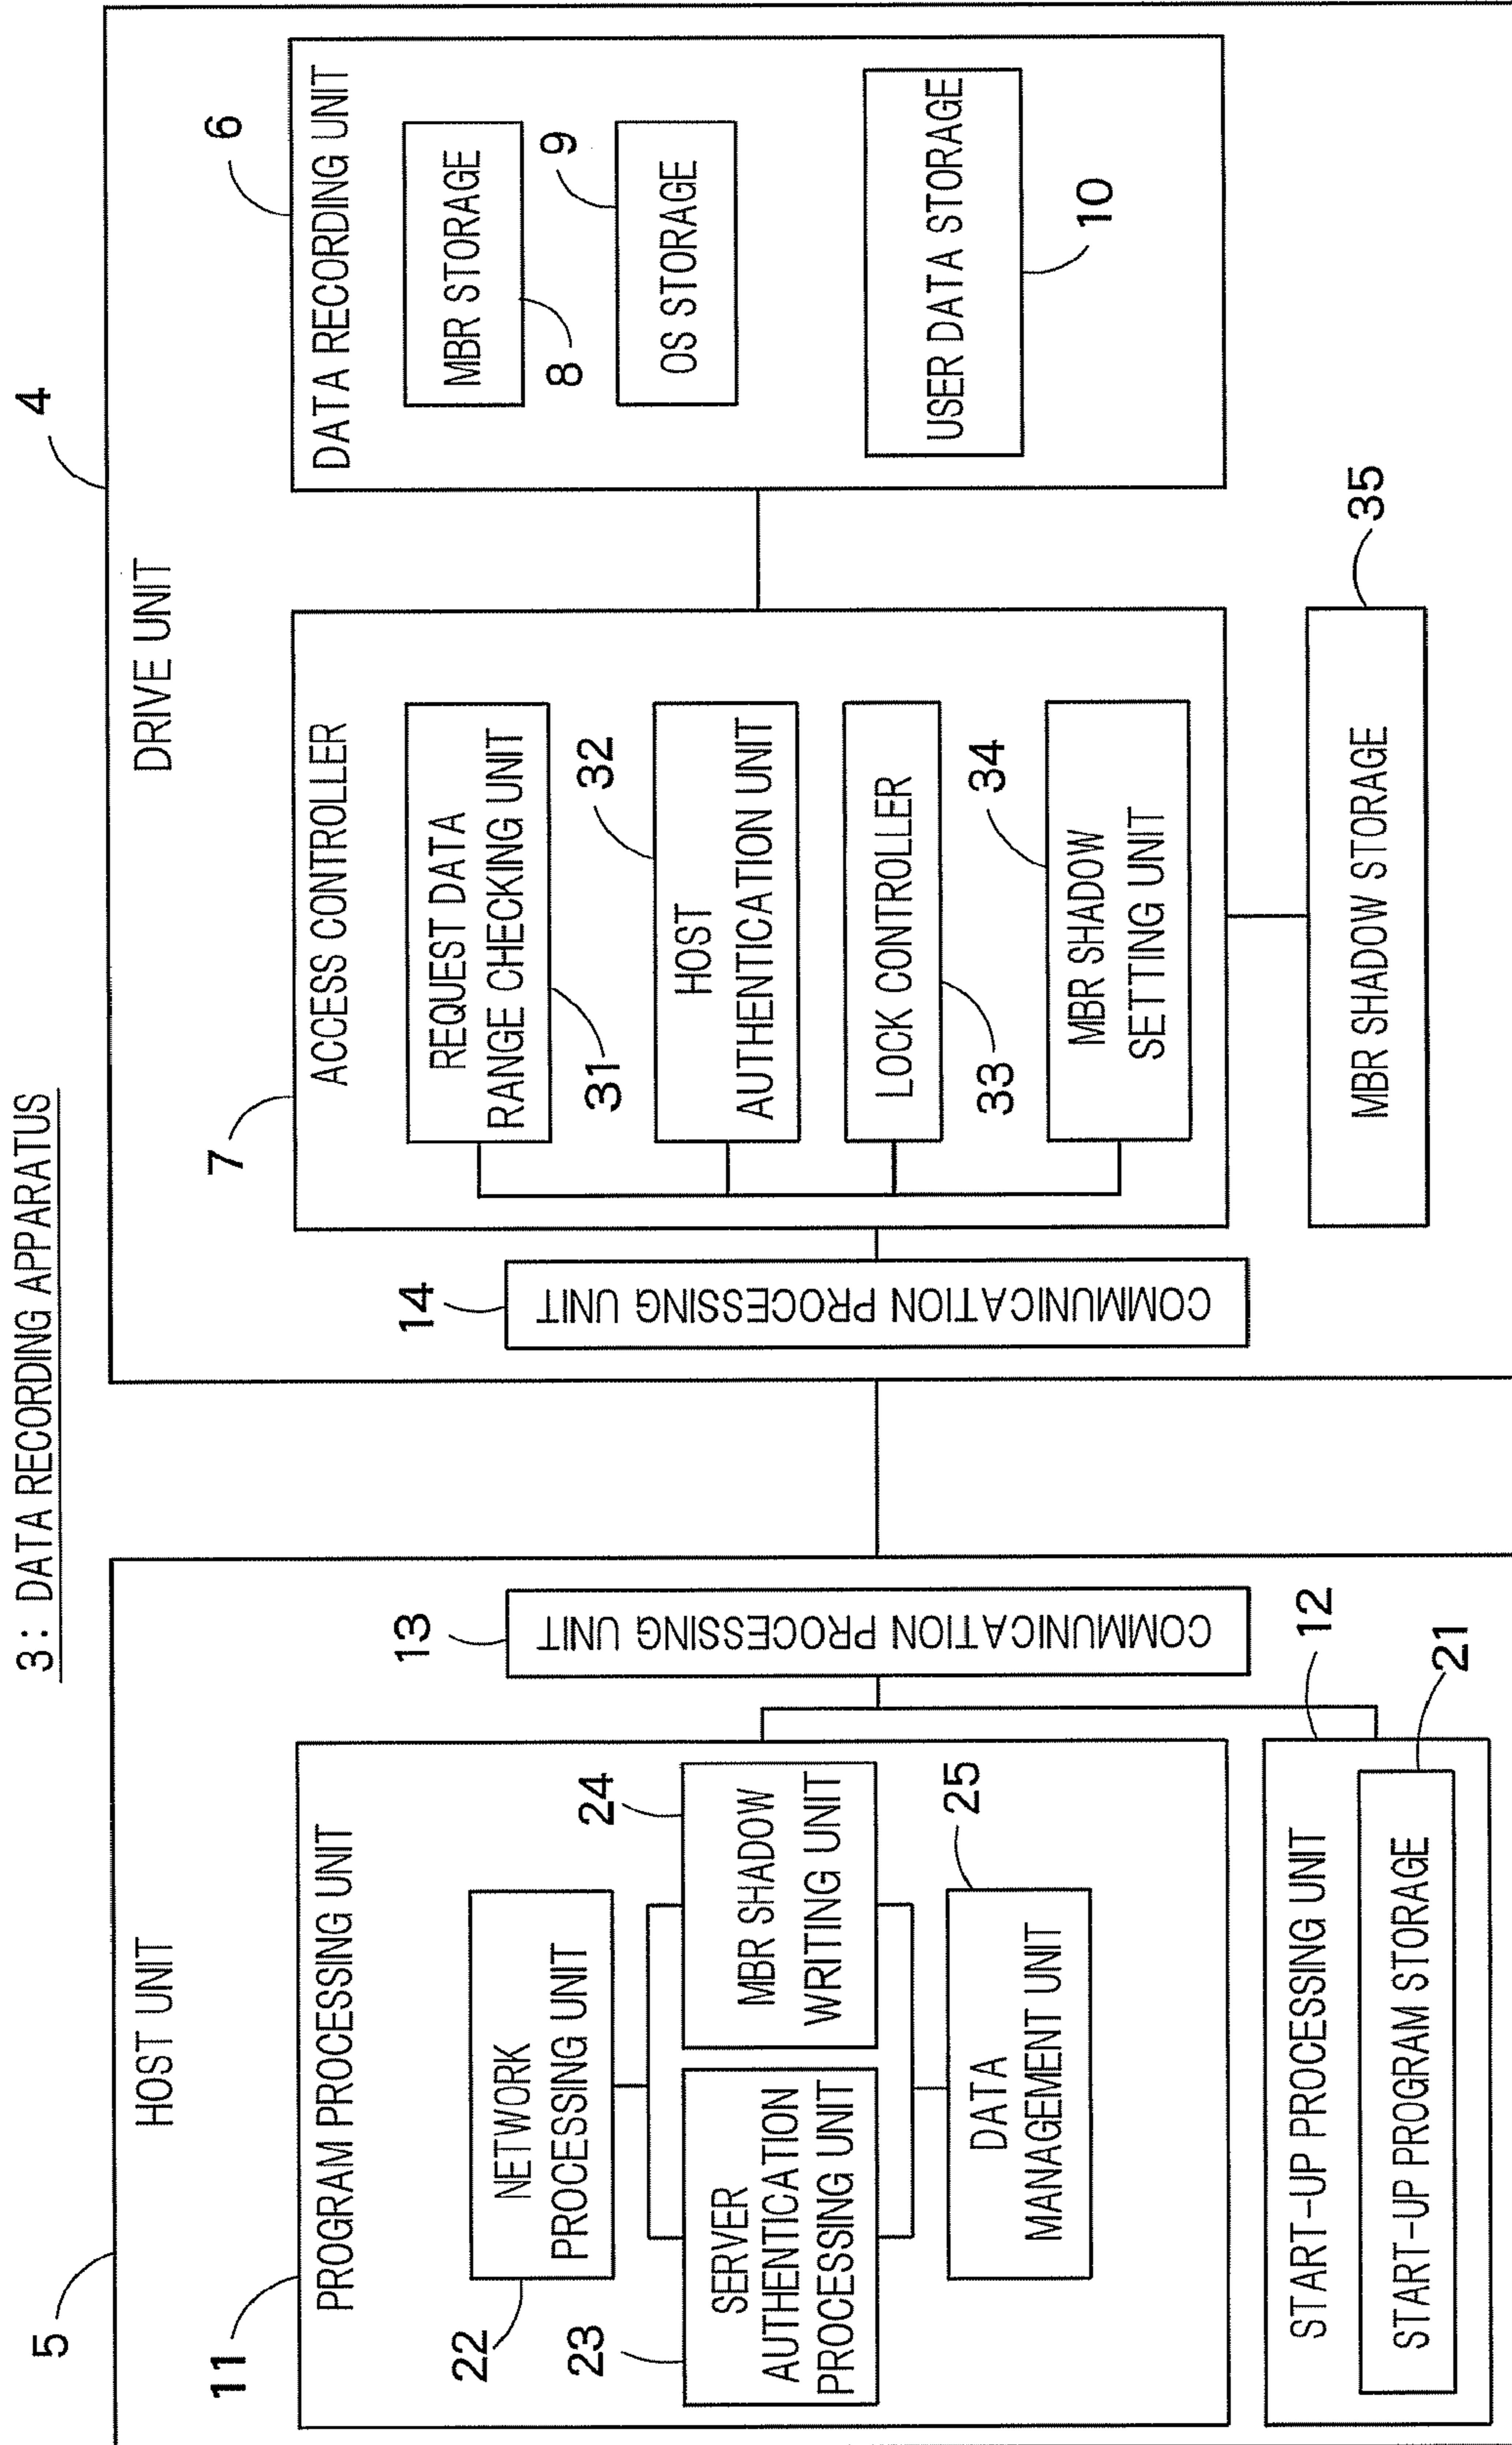 3: DATA RECORDING APPARATUS
5
HOST UNIT
11
PROGRAM PROCESSING UNIT
22
NETWORK
PROCESSING UNIT
23
SERVER
AUTHENTICATION
PROCESSING UNIT
24
MBR SHADOW
WRITING UNIT
25
DATA
MANAGEMENT UNIT
13
COMMUNICATION PROCESSING UNIT
12
START-UP PROCESSING UNIT
21
START-UP PROGRAM STORAGE
4
DRIVE UNIT
14
COMMUNICATION PROCESSING UNIT
7
ACCESS CONTROLLER
REQUEST DATA
RANGE CHECKING UNIT
31
32
HOST
AUTHENTICATION UNIT
LOCK CONTROLLER
33
34
MBR SHADOW
SETTING UNIT
35
MBR SHADOW STORAGE
6
DATA RECORDING UNIT
MBR STORAGE
8
9
OS STORAGE
USER DATA STORAGE
10